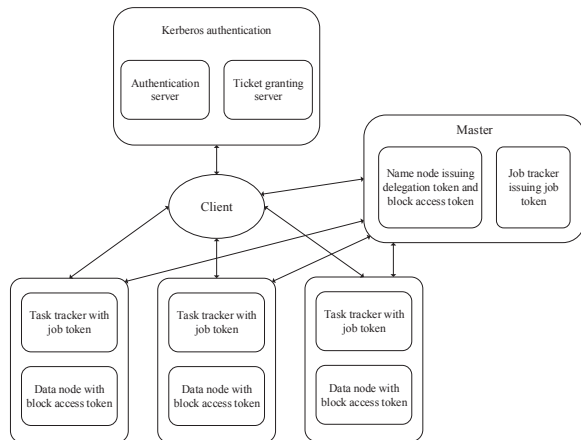 Kerberos authentication
Authentication
server
Ticket granting
server
Master
Name node issuing
delegation token and
block access token
Job tracker
issuing job
token
Client
Task tracker with
job token
Task tracker with
job token
Task tracker with
job token
Data node with
block access token
Data node with
block access token
Data node with
block access token